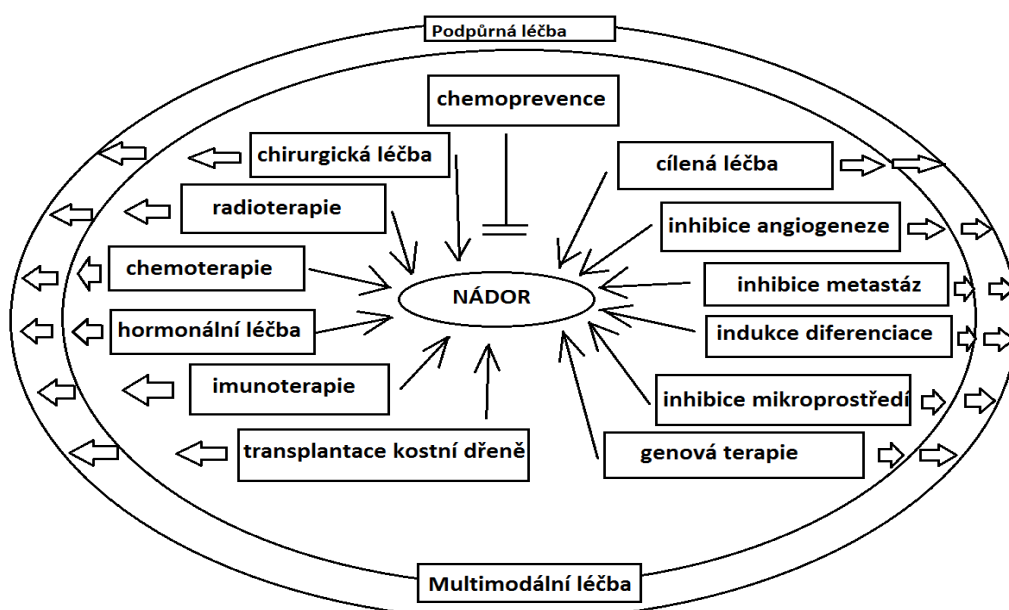 Podpůrná léčba
chemoprevence
chirurgická léčba
cílená léčba
radioterapie
inhibice angiogeneze
chemoterapie
inhibice metastáz
NÁDOR
hormonální léčba
indukce diferenciace
imunoterapie
inhibice mikroprostředí
transplantace kostní dřeně
genová terapie
Multimodální léčba